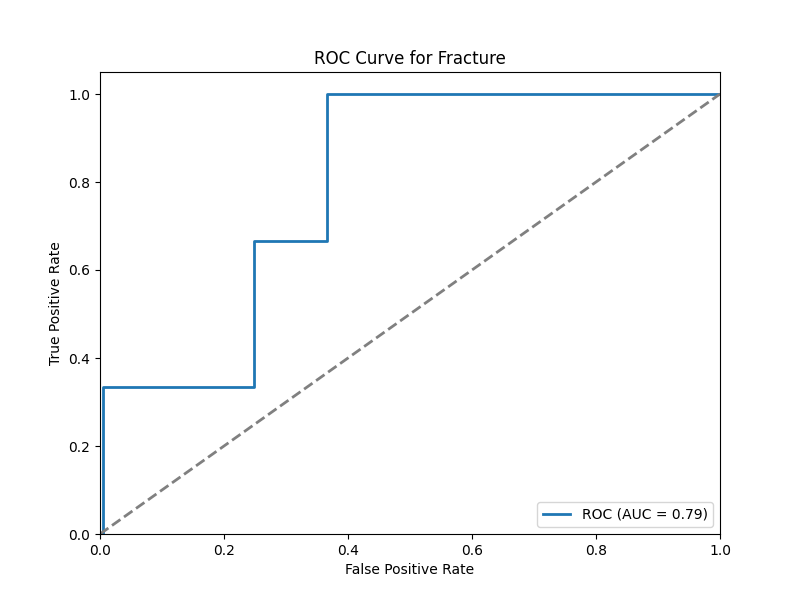 ROC Curve for Fracture
1.0
0.8
0.6
0.4
0.2
0.0
True Positive Rate
ROC (AUC = 0.79)
0.0 0.2 0.4 0.6 0.8 1.0
False Positive Rate